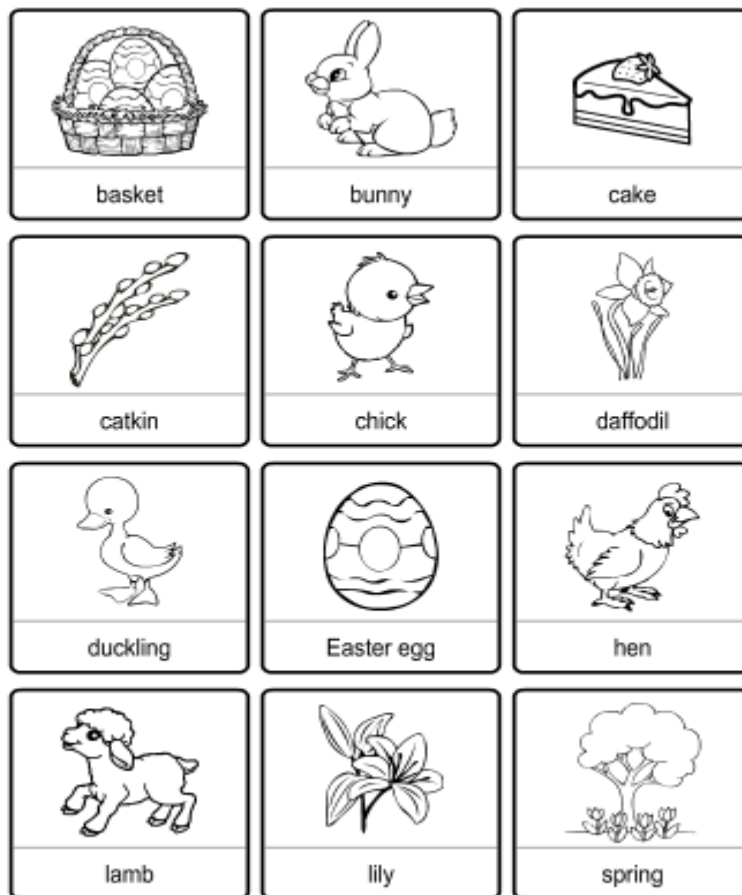 basket
bunny
cake
catkin
chick
daffodil
duckling
Easter egg
hen
lamb
lily
spring